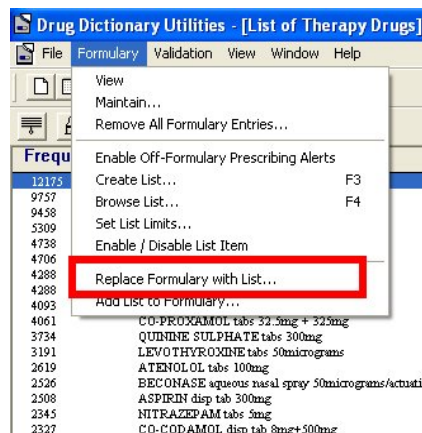 Drug Dictionary Utilities - [List of Therapy Drugs]
File Formulary Validation View Window Help
View
Maintain...
Remove All Formulary Entries...
Frequ
Enable Off-Formulary Prescribing Alerts
12175
Create List... F3
9757
Browse List... F4
9458
Set List Limits...
5309
Enable / Disable List Item
4738
4706
4288
Replace Formulary with List...
4288
Add List to Formulary...
4093
4061 CO-PROXAMOL tabs 32.5mg + 325mg
3734 QUININE SULPHATE tabs 300mg
3191 LEVOTHYROXINE tabs 50micrograms
2619 ATENOLOL tabs 100mg
2526 BECONASE aqueous nasal spray 50micrograms/actuati
2508 ASPIRIN disp tab 300mg
2345 NITRAZEPAM tabs 5mg
2327 CO-CODAMOL disp tab 8mg+500mg